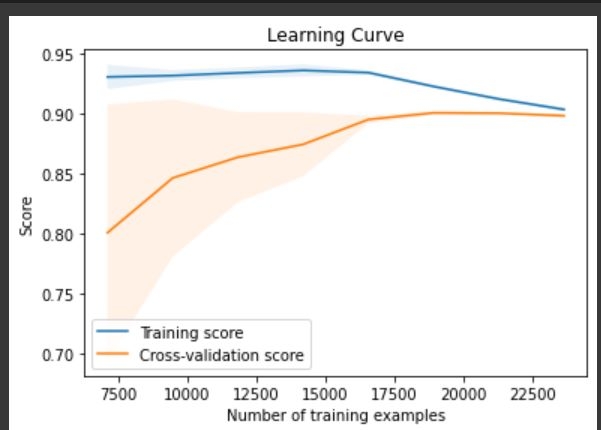 Learning Curve
0.95
0.90
0.85
0.80
0.75
0.70
Score
Training score
Cross-validation score
7500 10000 12500 15000 17500 20000 22500
Number of training examples